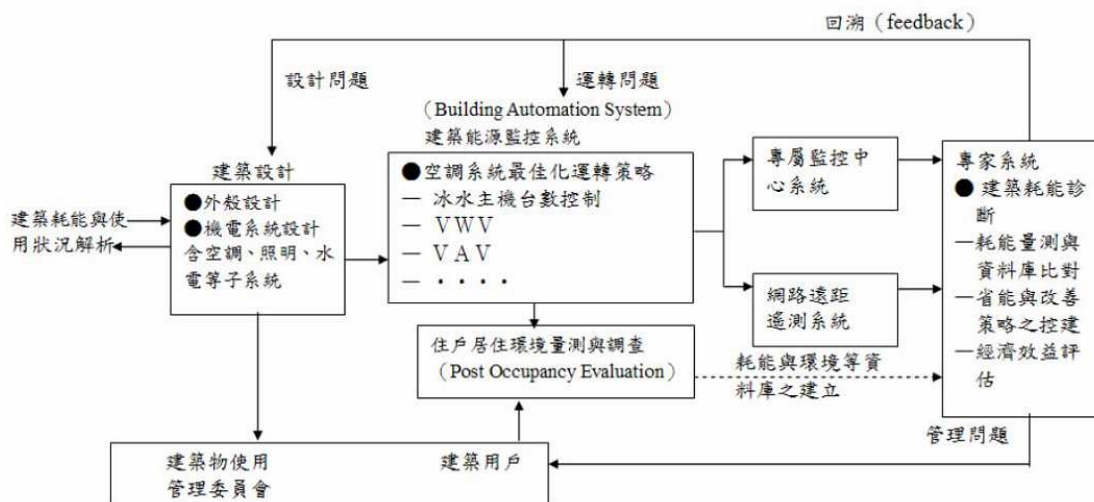 回溯（feedback）
設計問題
運轉問題
（Building Automation System）
建築能源監控系統
建築設計
●外殼設計
●機電系統設計
含空調、照明、水
電等子系統
建築耗能與使
用狀況解析
●空調系統最佳化運轉策略
— 冰水主機台數控制
— ＶＷＶ
— ＶＡＶ
— ・・・・
專屬監控中
心系統
網路遠距
遙測系統
專家系統
● 建築耗能診
斷
—耗能量測與
資料庫比對
—省能與改善
策略之控建
—經濟效益評
估
住戶居住環境量測與調查
（Post Occupancy Evaluation）
耗能與環境等資
料庫之建立
管理問題
建築物使用
管理委員會
建築用戶